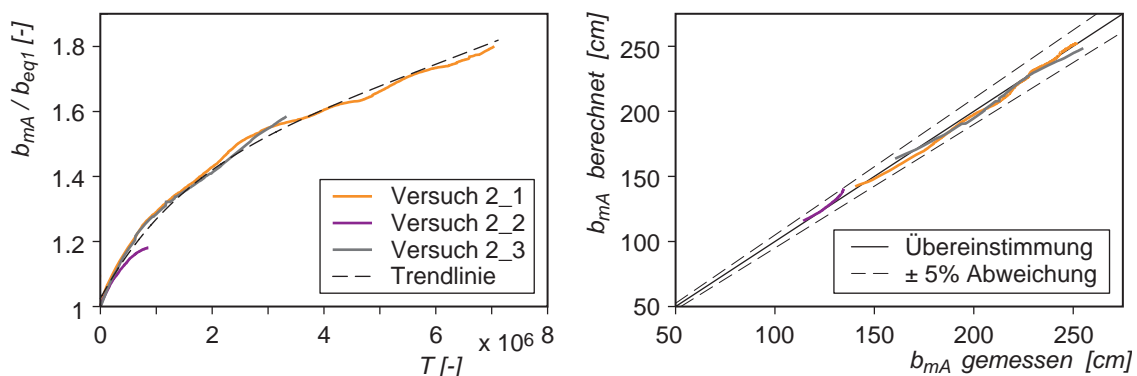 b_mA / b_eq1 [-]
1.8
1.6
1.4
1.2
1
Versuch 2_1
Versuch 2_2
Versuch 2_3
Trendlinie
0 2 4 6 8
x 10^6
T [-]
b_mA berechnet [cm]
250
200
150
100
50
Übereinstimmung
± 5% Abweichung
50 100 150 200 250
b_mA gemessen [cm]